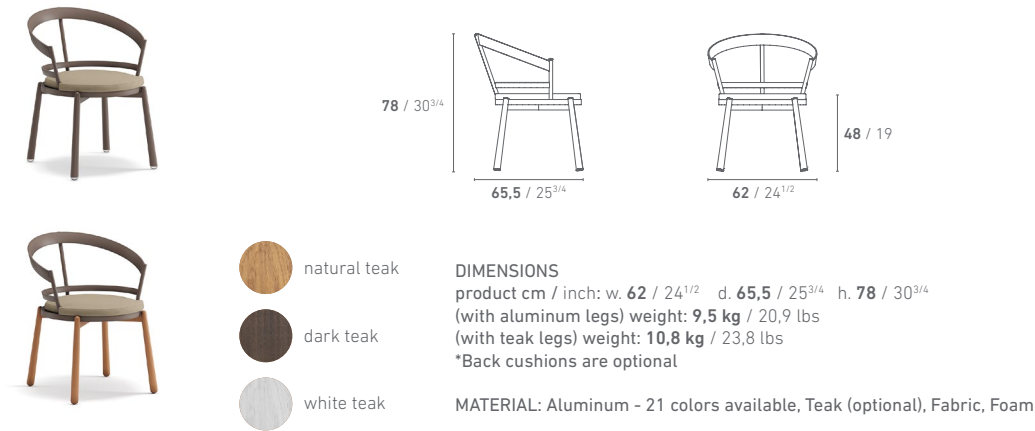 78 / 30 3/4
48 / 19
65,5 / 25 3/4
62 / 24 1/2
natural teak
dark teak
white teak
DIMENSIONS
product cm / inch: w. 62 / 24 1/2 d. 65,5 / 25 3/4 h. 78 / 30 3/4
(with aluminum legs) weight: 9,5 kg / 20,9 lbs
(with teak legs) weight: 10,8 kg / 23,8 lbs
*Back cushions are optional
MATERIAL: Aluminum - 21 colors available, Teak (optional), Fabric, Foam